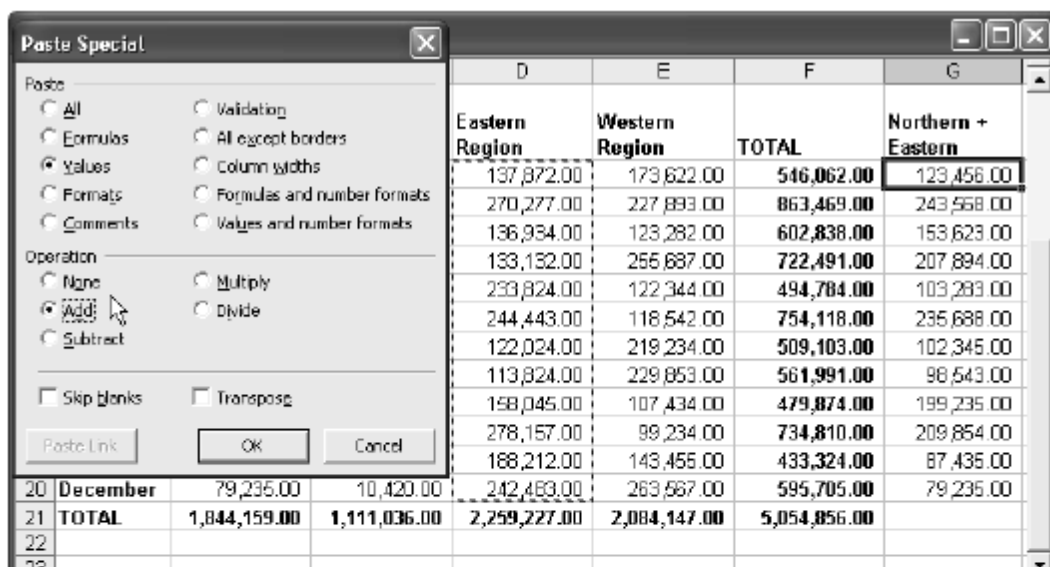 Paste Special
Paste
All Validation
Formulas All except borders
Values Column widths
Formats Formulas and number formats
Comments Values and number formats
Operation
None Multiply
Add Divide
Subtract
Skip blanks Transpose
Paste Link OK Cancel
D E F G
Eastern Region Western Region TOTAL Northern + Eastern
137,872.00 173,622.00 546,062.00 123,456.00
270,277.00 227,893.00 863,469.00 243,568.00
136,934.00 123,282.00 602,838.00 153,623.00
133,132.00 255,687.00 722,491.00 207,894.00
233,824.00 122,344.00 494,784.00 103,283.00
244,443.00 118,542.00 754,118.00 235,688.00
122,024.00 219,234.00 509,103.00 102,345.00
113,824.00 229,853.00 561,991.00 98,543.00
158,045.00 107,434.00 479,874.00 199,235.00
278,157.00 99,234.00 734,810.00 209,854.00
188,212.00 143,455.00 433,324.00 87,435.00
20 December 79,235.00 10,420.00 242,483.00 263,567.00 595,705.00 79,235.00
21 TOTAL 1,844,159.00 1,111,036.00 2,259,227.00 2,084,147.00 5,054,856.00
22